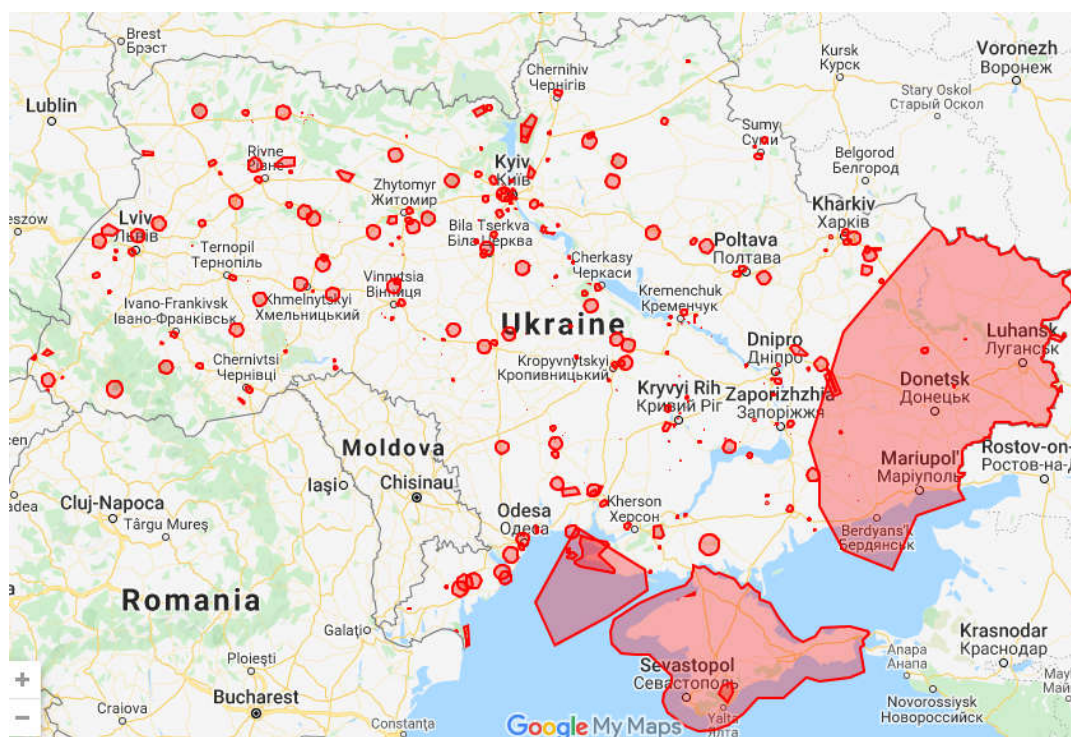 Brest
Брэст
Lublin
eszow
Chernihiv
Чернігів
Kursk
Курск
Voronezh
Воронеж
Stary Oskol
Старый Оскол
Sumy
Суми
Belgorod
Белгород
Rivne
Рівне
Kyiv
Київ
Zhytomyr
Житомир
Lviv
Львів
Bila Tserkva
Біла Церква
Kharkiv
Харків
Ternopil
Тернопіль
Poltava
Полтава
Cherkasy
Черкаси
Vinnytsia
Вінниця
Khmelnytskyi
Хмельницький
Ivano-Frankivsk
Івано-Франківськ
Kremenchuk
Кременчук
Ukraine
Luhansk
Луганськ
Chernivtsi
Чернівці
Kropyvnytskyi
Кропивницький
Dnipro
Дніпро
Donetsk
Донецьк
Kryvyi Rih
Кривий Ріг
Zaporizhzhia
Запоріжжя
Moldova
Iași
Chisinau
Mariupol'
Маріуполь
Rostov-on-
Ростов-на-Д
Cluj-Napoca
Târgu Mureș
Odesa
Одеса
Kherson
Херсон
Berdyans'k
Бердянськ
Romania
Galați
Sevastopol
Севастополь
Yalta
Ялта
Anapa
Анапа
Krasnodar
Краснодар
Ploiești
Bucharest
Craiova
Constanța
Novorossiysk
Новороссийск
+
−
Google My Maps